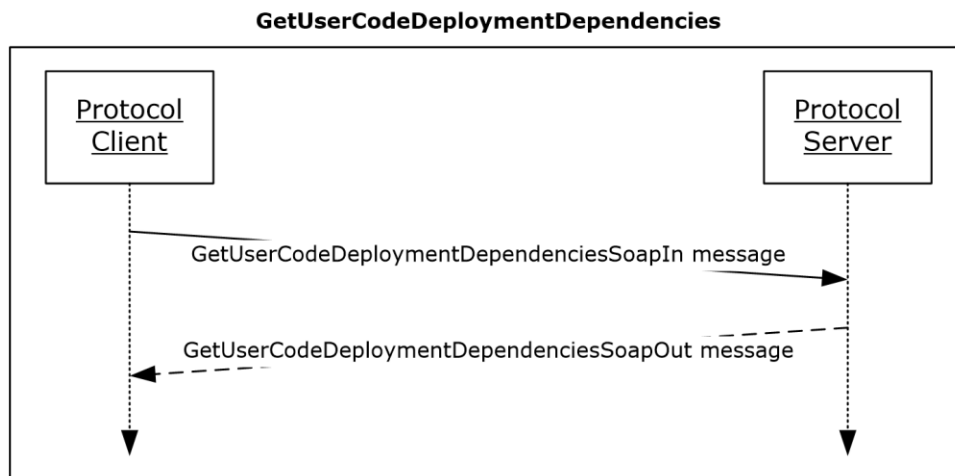 GetUserCodeDeploymentDependencies
Protocol
Client
Protocol
Server
GetUserCodeDeploymentDependenciesSoapIn message
GetUserCodeDeploymentDependenciesSoapOut message